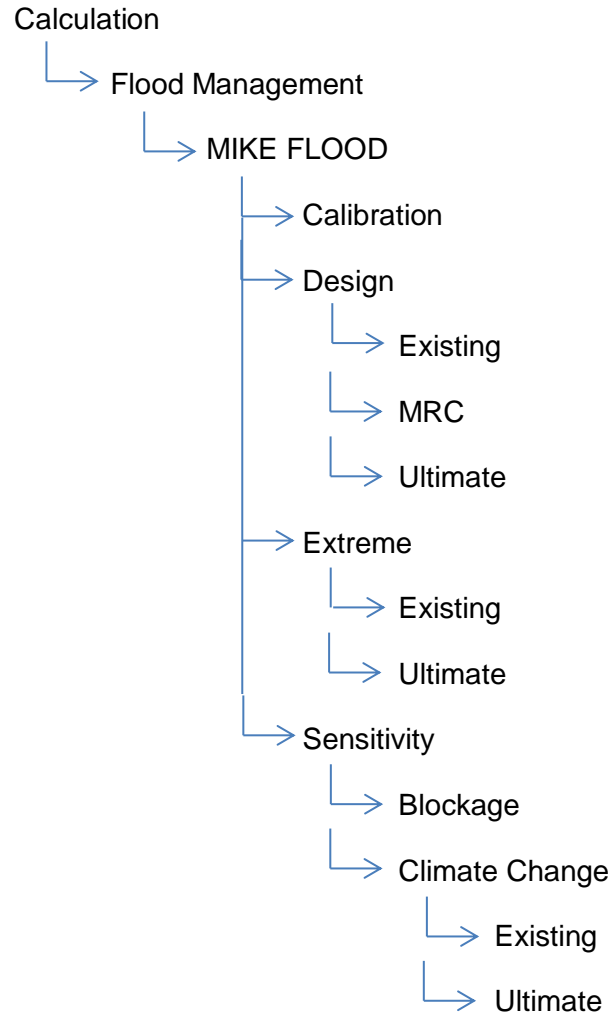 Calculation
Flood Management
MIKE FLOOD
Calibration
Design
Existing
MRC
Ultimate
Extreme
Existing
Ultimate
Sensitivity
Blockage
Climate Change
Existing
Ultimate